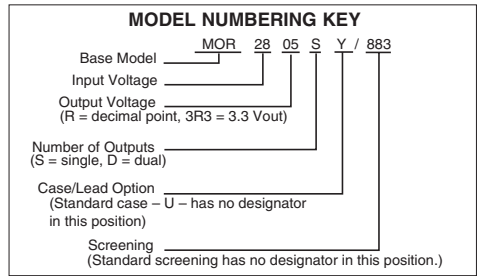 MODEL NUMBERING KEY
MOR 28 05 S Y / 883
Base Model
Input Voltage
Output Voltage
(R = decimal point, 3R3 = 3.3 Vout)
Number of Outputs
(S = single, D = dual)
Case/Lead Option
(Standard case – U – has no designator
in this position)
Screening
(Standard screening has no designator in this position.)